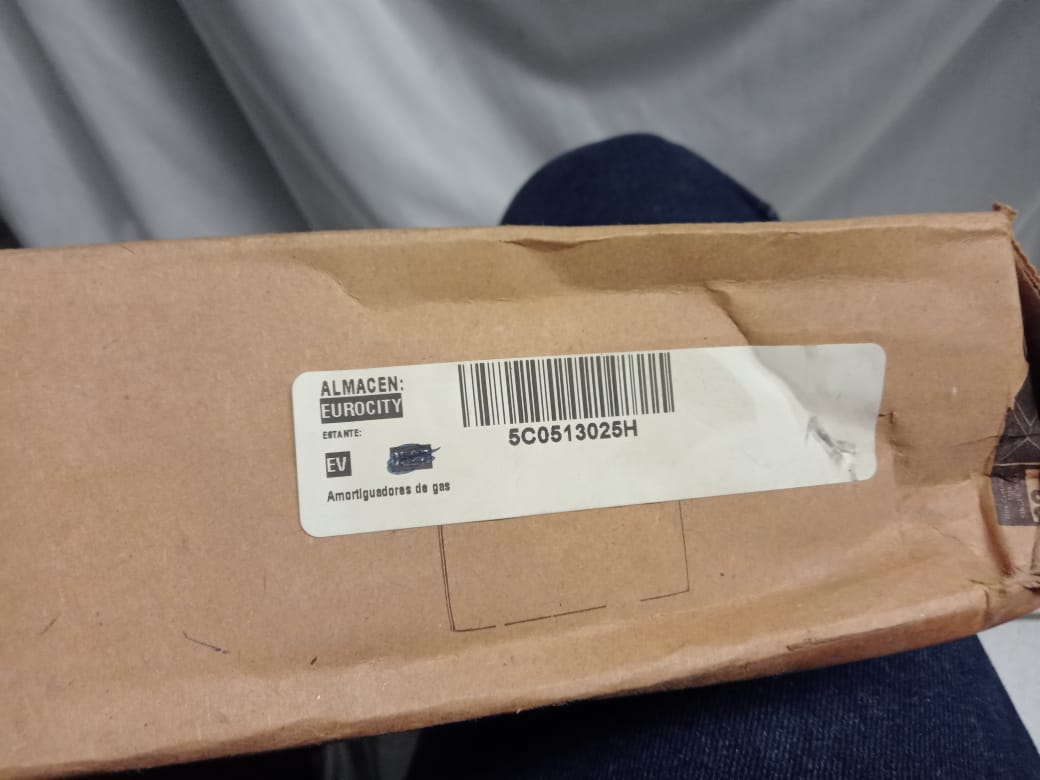 ALMACEN:
EUROCITY
ESTANTE:
EV
Amortiguadores de gas
5C0513025H